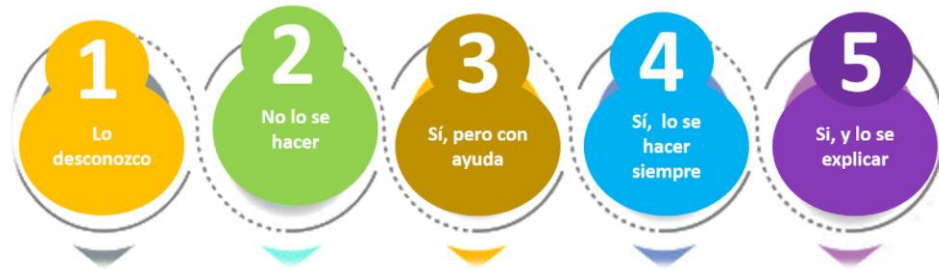 1
Lo
desconozco
2
No lo se
hacer
3
Sí, pero con
ayuda
4
Sí, lo se
hacer
siempre
5
Si, y lo se
explicar